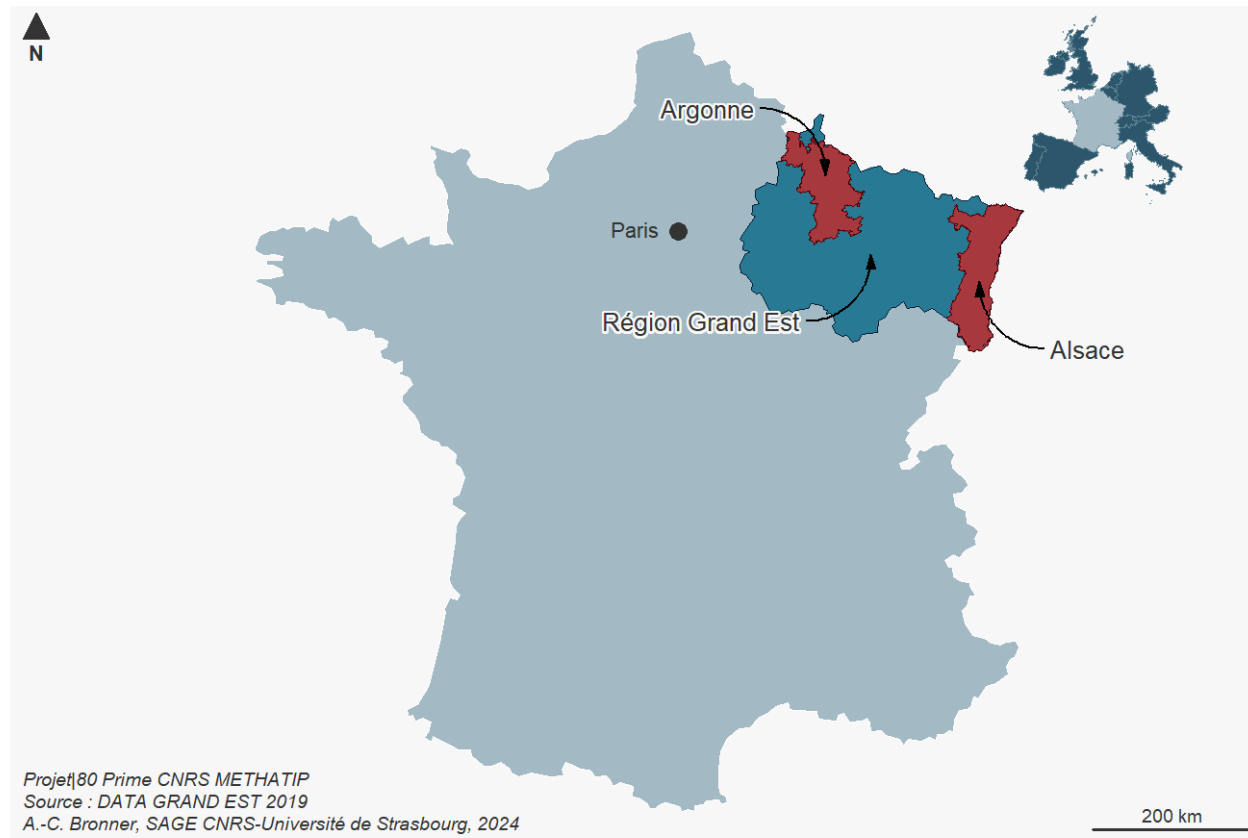 N
Argonne
Paris
Région Grand Est
Alsace
Projet|80 Prime CNRS METHATIP
Source : DATA GRAND EST 2019
A.-C. Bronner, SAGE CNRS-Université de Strasbourg, 2024
200 km